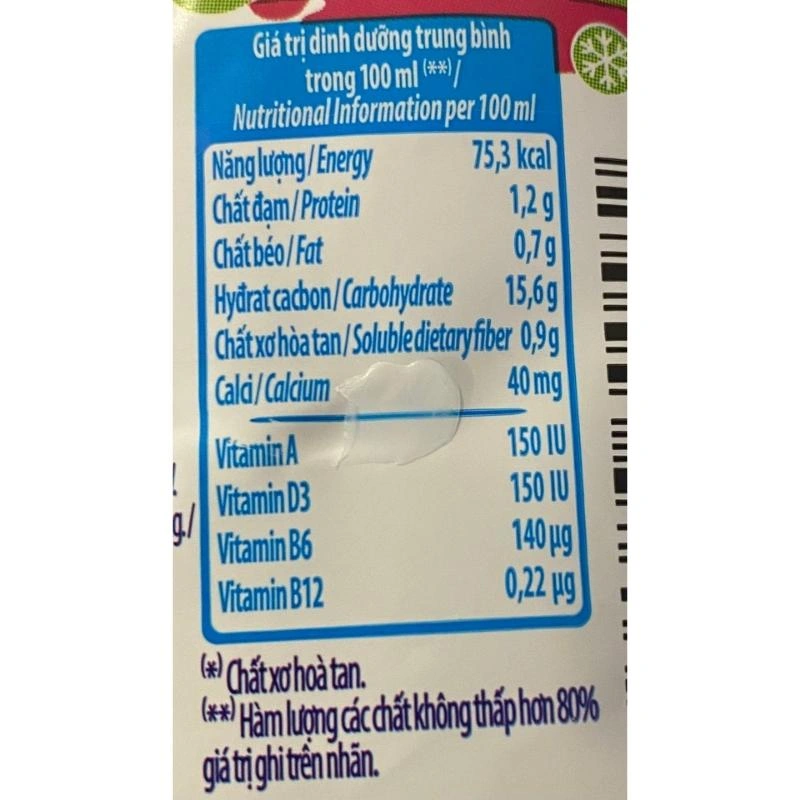 Giá trị dinh dưỡng trung bình
trong 100 ml (**)/
Nutritional Information per 100 ml
Năng lượng/Energy 75,3 kcal
Chất đạm/Protein 1,2 g
Chất béo/Fat 0,7 g
Hyđrat cacbon/Carbohydrate 15,6 g
Chất xơ hòa tan/Soluble dietary fiber 0,9 g
Calci/Calcium 40 mg
Vitamin A 150 IU
Vitamin D3 150 IU
g./
Vitamin B6 140 µg
Vitamin B12 0,22 µg
(*) Chất xơ hoà tan.
(**) Hàm lượng các chất không thấp hơn 80%
giá trị ghi trên nhãn.